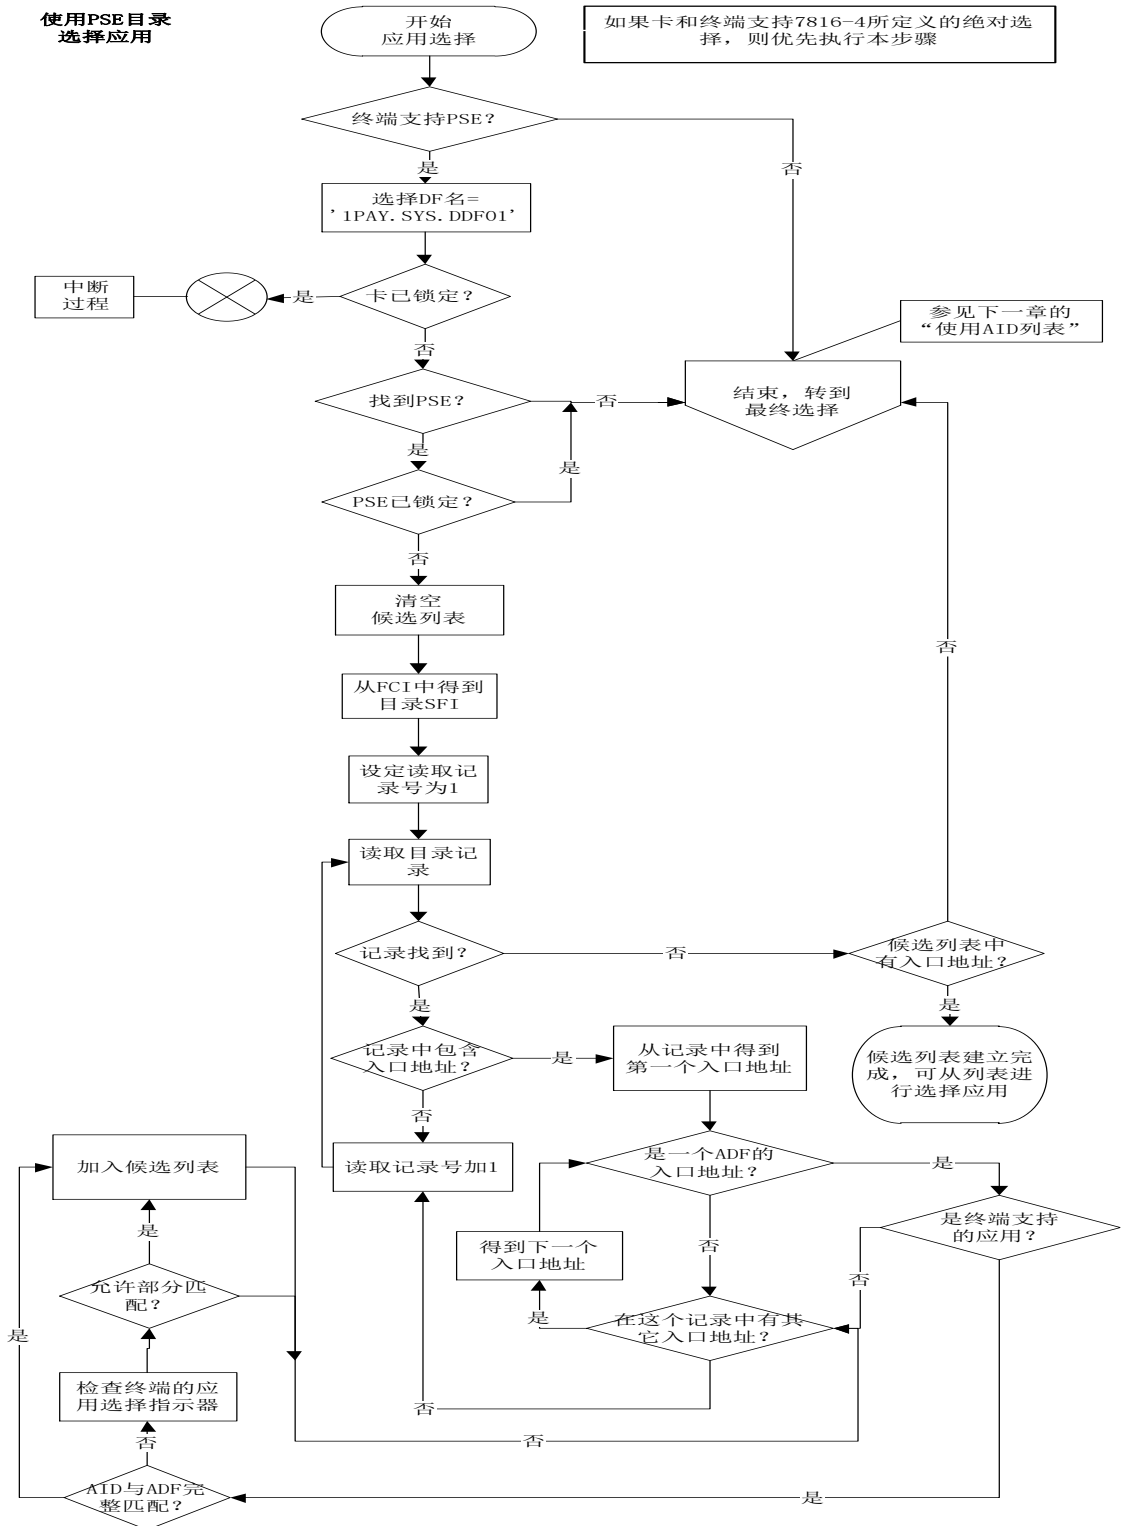 使用PSE目录
选择应用
开始
应用选择
如果卡和终端支持7816-4所定义的绝对选
择，则优先执行本步骤
终端支持PSE？
是
否
选择DF名=
'1PAY.SYS.DDF01'
中断
过程
是
卡已锁定？
参见下一章的
“使用AID列表”
否
找到PSE？
否
结束，转到
最终选择
是
是
PSE已锁定？
否
清空
候选列表
否
从FCI中得到
目录SFI
设定读取记
录号为1
读取目录记
录
记录找到？
否
候选列表中
有入口地址？
是
是
记录中包含
入口地址？
是
从记录中得到
第一个入口地址
候选列表建立完
成，可从列表进
行选择应用
否
加入候选列表
读取记录号加1
是一个ADF的
入口地址？
是
是
得到下一个
入口地址
否
是终端支持
的应用？
允许部分匹
配？
否
是
是
在这个记录中有其
它入口地址？
检查终端的应
用选择指示器
否
否
否
AID与ADF完
整匹配？
是